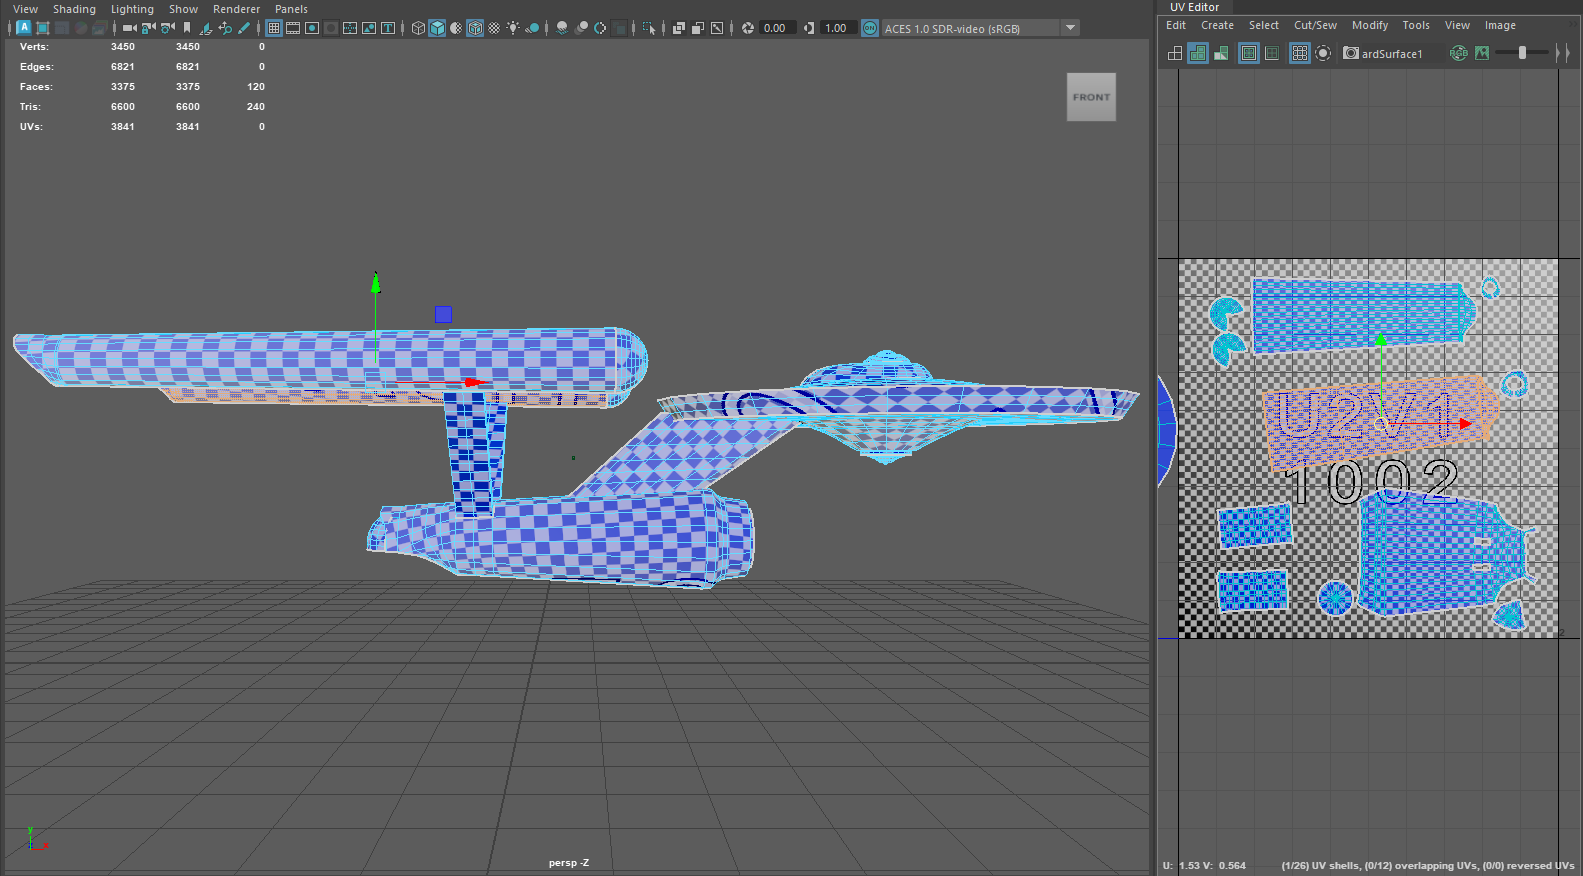 View Shading Lighting Show Renderer Panels
0.00 1.00 ON ACES 1.0 SDR-video (sRGB)
Verts: 3450 3450 0
Edges: 6821 6821 0
Faces: 3375 3375 120
Tris: 6600 6600 240
UVs: 3841 3841 0
FRONT
y
x
persp -Z
UV Editor
Edit Create Select Cut/Sew Modify Tools View Image
ardSurface1 RGB
U2V1
1002
2
U: 1.53 V: 0.564 (1/26) UV shells, (0/12) overlapping UVs, (0/0) reversed UVs